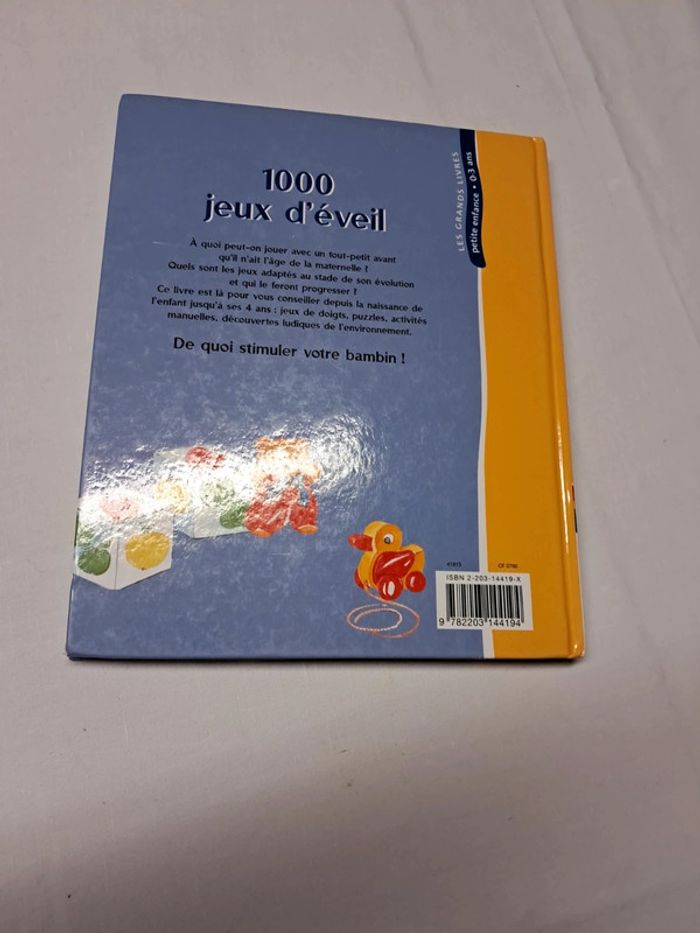 1000
jeux d'éveil
À quoi peut-on jouer avec un tout-petit avant
qu'il n'ait l'âge de la maternelle ?
Quels sont les jeux adaptés au stade de son évolution
et qui le feront progresser ?
Ce livre est là pour vous conseiller depuis la naissance de
l'enfant jusqu'à ses 4 ans : jeux de doigts, puzzles, activités
manuelles, découvertes ludiques de l'environnement.
De quoi stimuler votre bambin !
LES GRANDS LIVRES
petite enfance • 0-3 ans
ISBN 2-203-14419-X
9 782203 144194